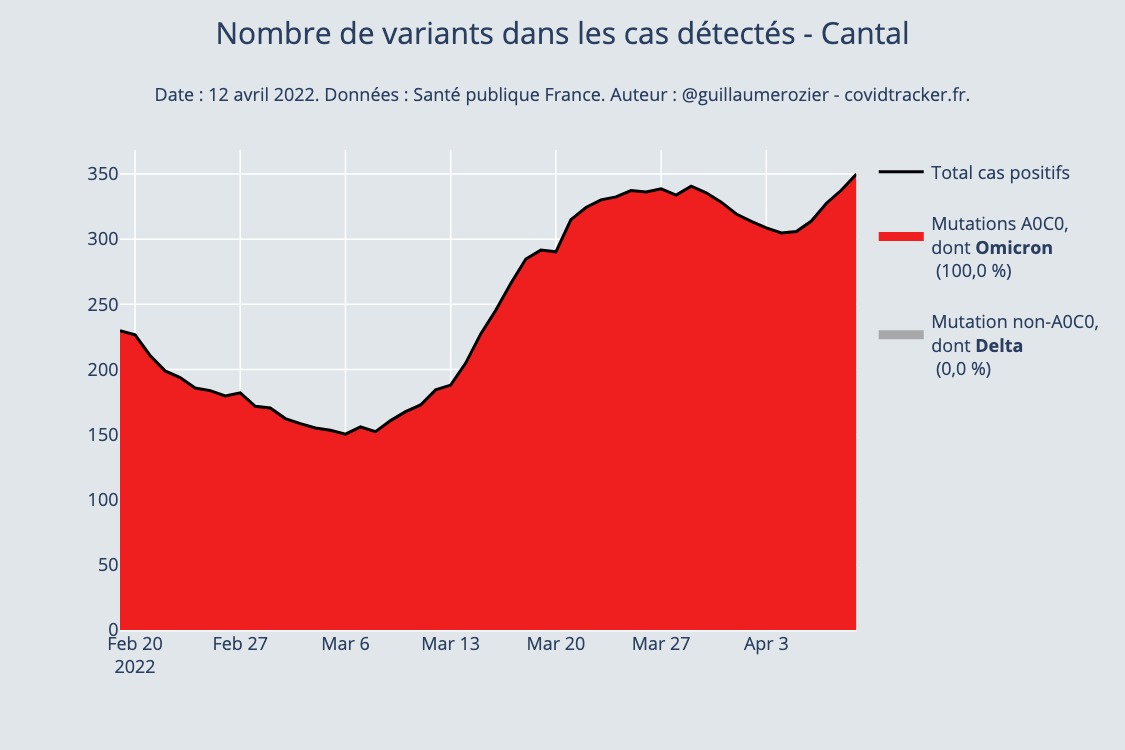 Nombre de variants dans les cas détectés - Cantal
Date : 12 avril 2022. Données : Santé publique France. Auteur : @guillaumerozier - covidtracker.fr.
350
300
250
200
150
100
50
0
Feb 20
2022
Feb 27
Mar 6
Mar 13
Mar 20
Mar 27
Apr 3
Total cas positifs
Mutations A0C0,
dont Omicron
(100,0 %)
Mutation non-A0C0,
dont Delta
(0,0 %)